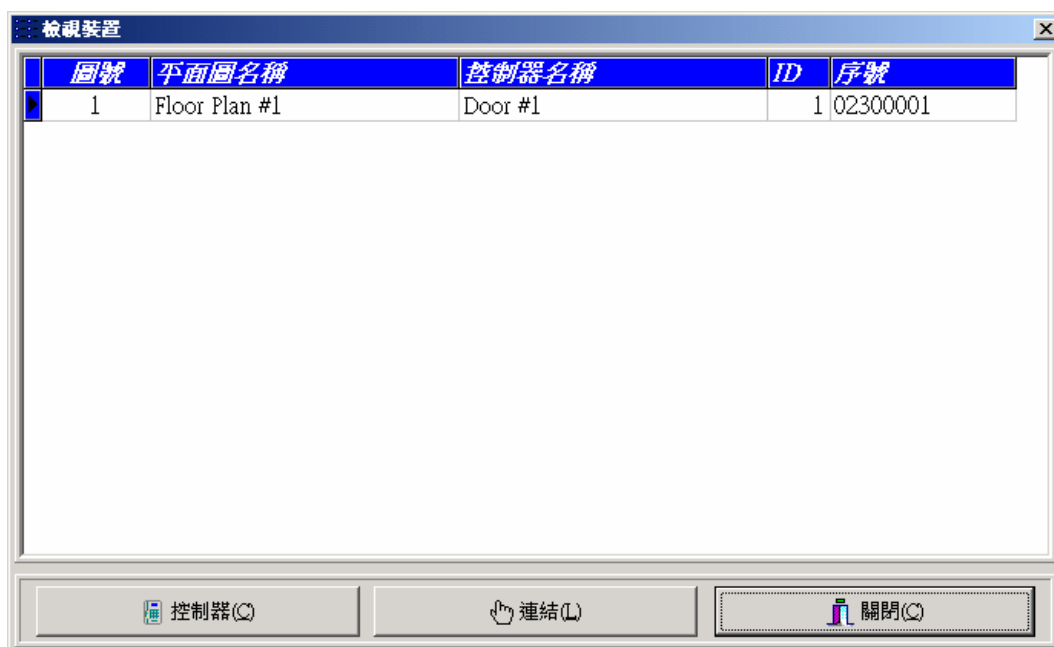 檢視裝置
圖號 平面圖名稱 控制器名稱 ID 序號
1 Floor Plan #1 Door #1 1 02300001
控制器(C) 連結(L) 關閉(C)